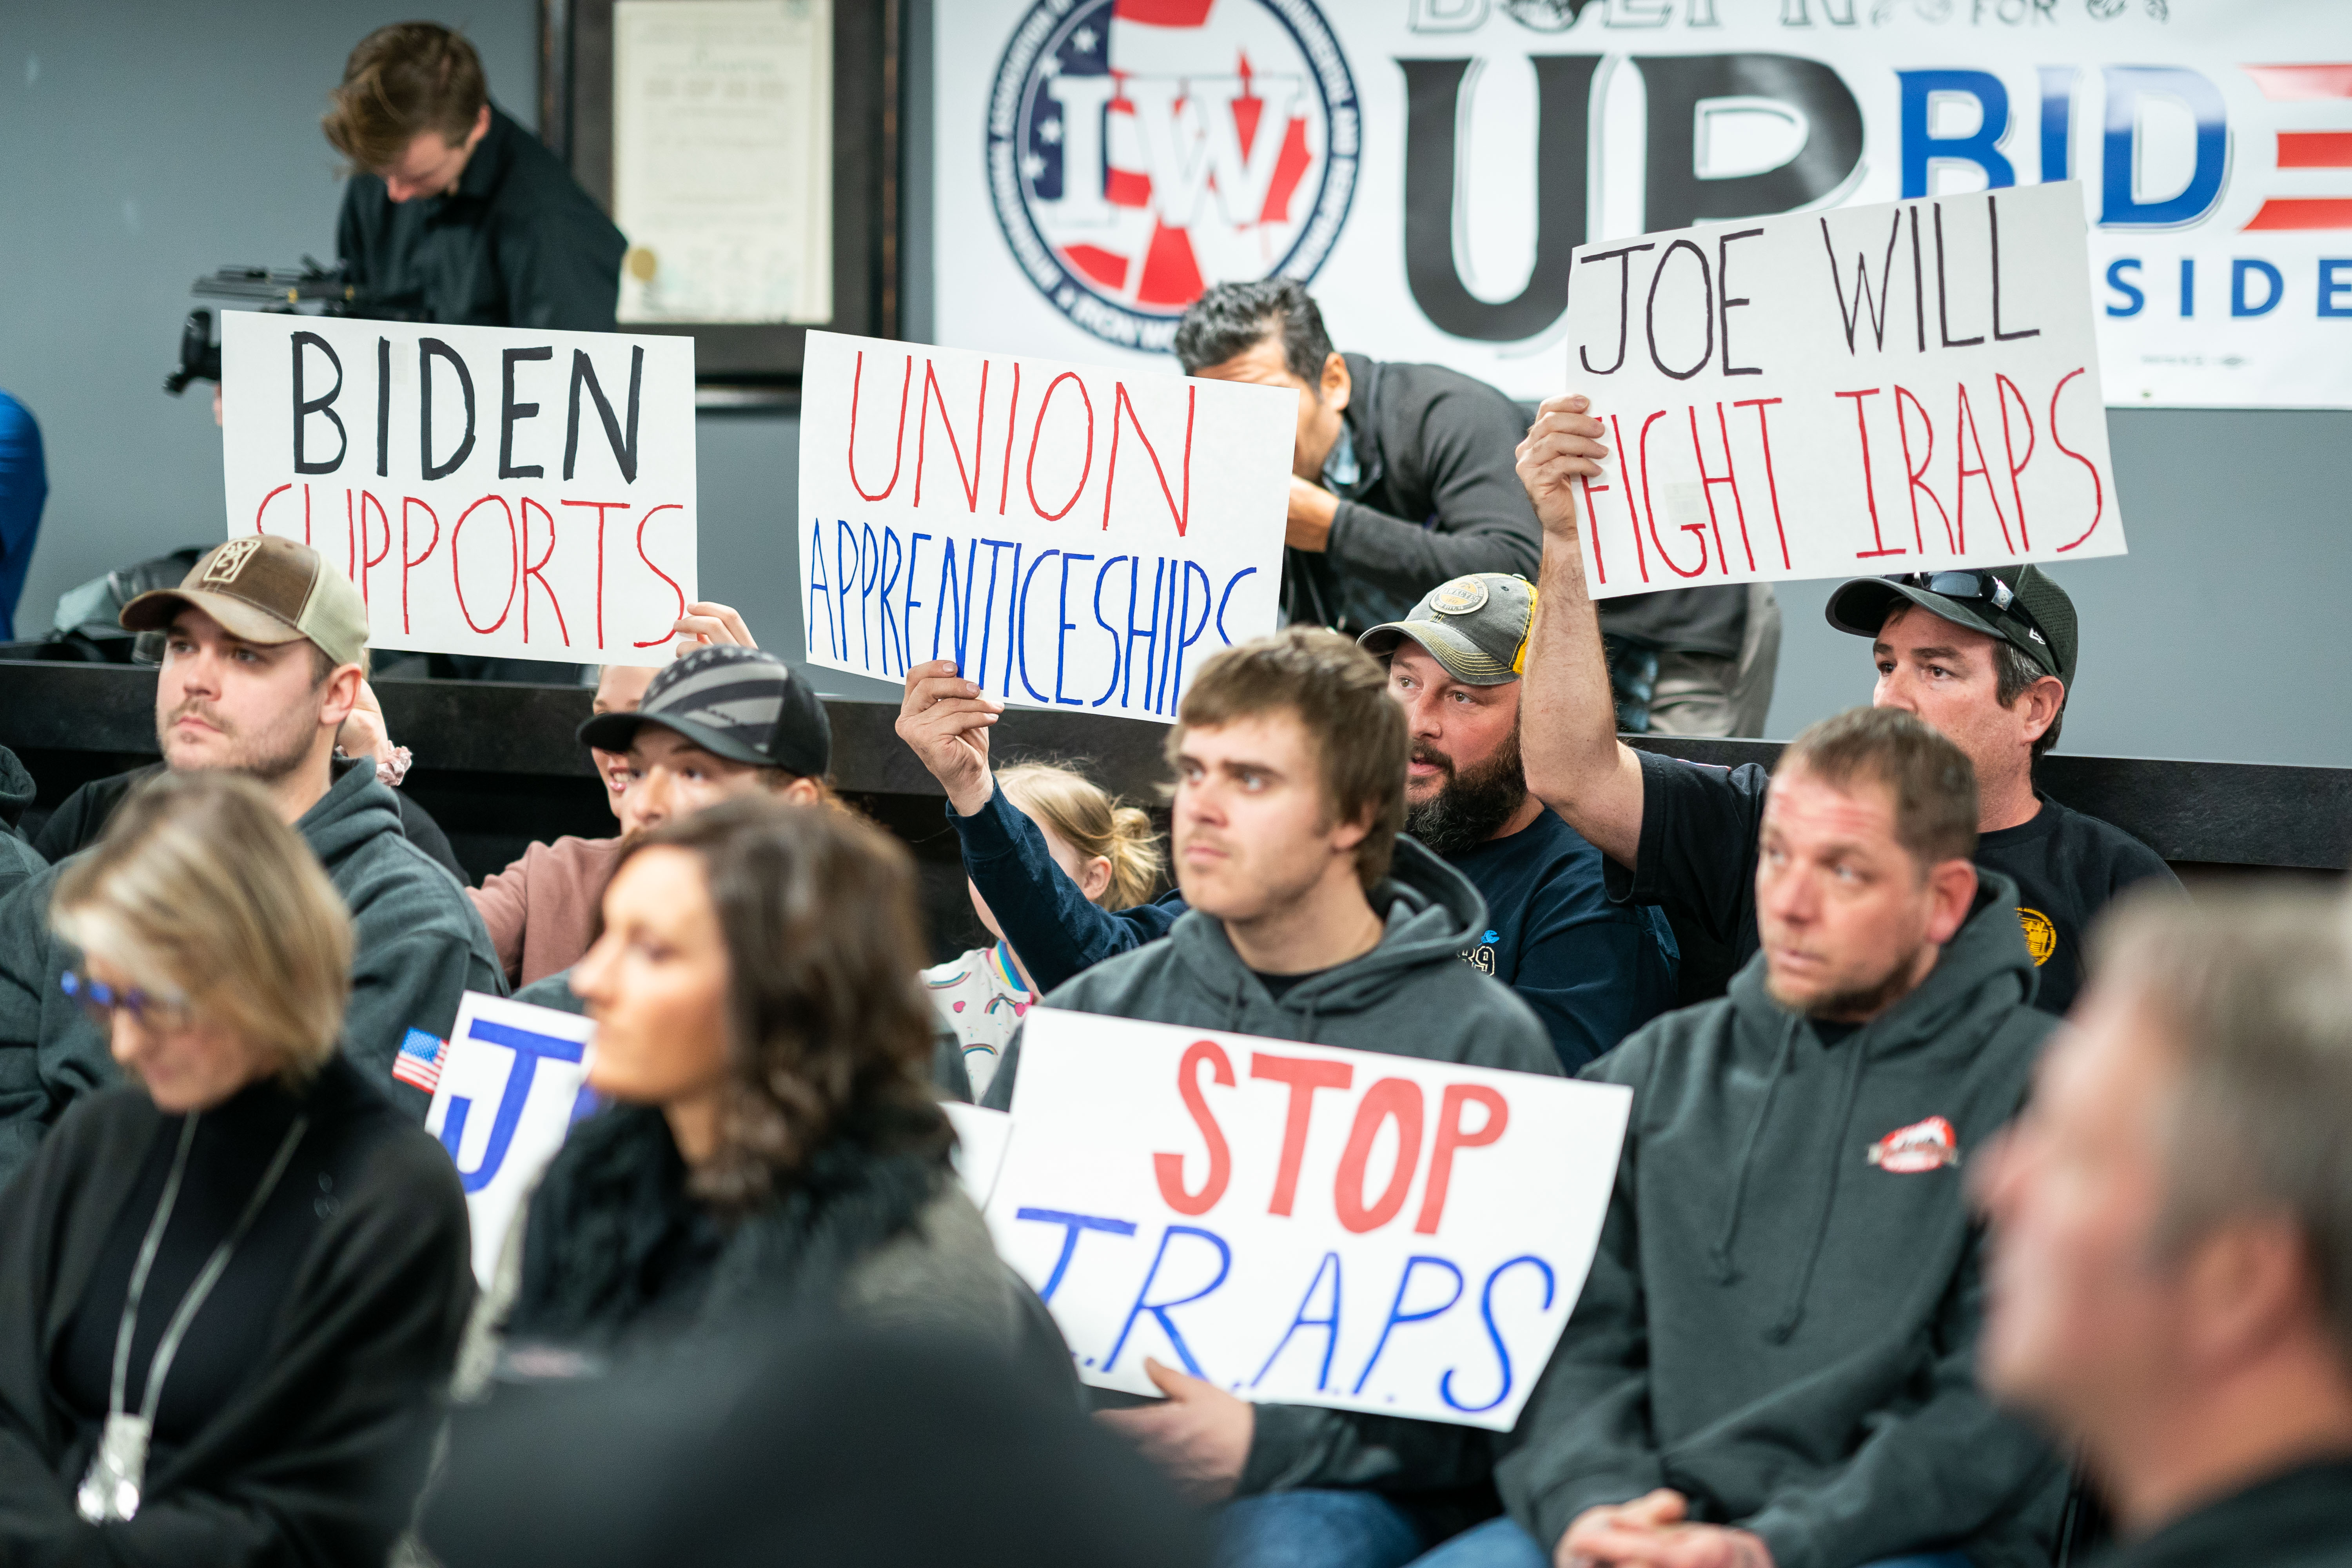 IW
FOR
UP BID
SIDE
BIDEN
SUPPORTS
UNION
APPRENTICESHIPS
JOE WILL
FIGHT IRAPS
J
STOP
I.R.A.P.S